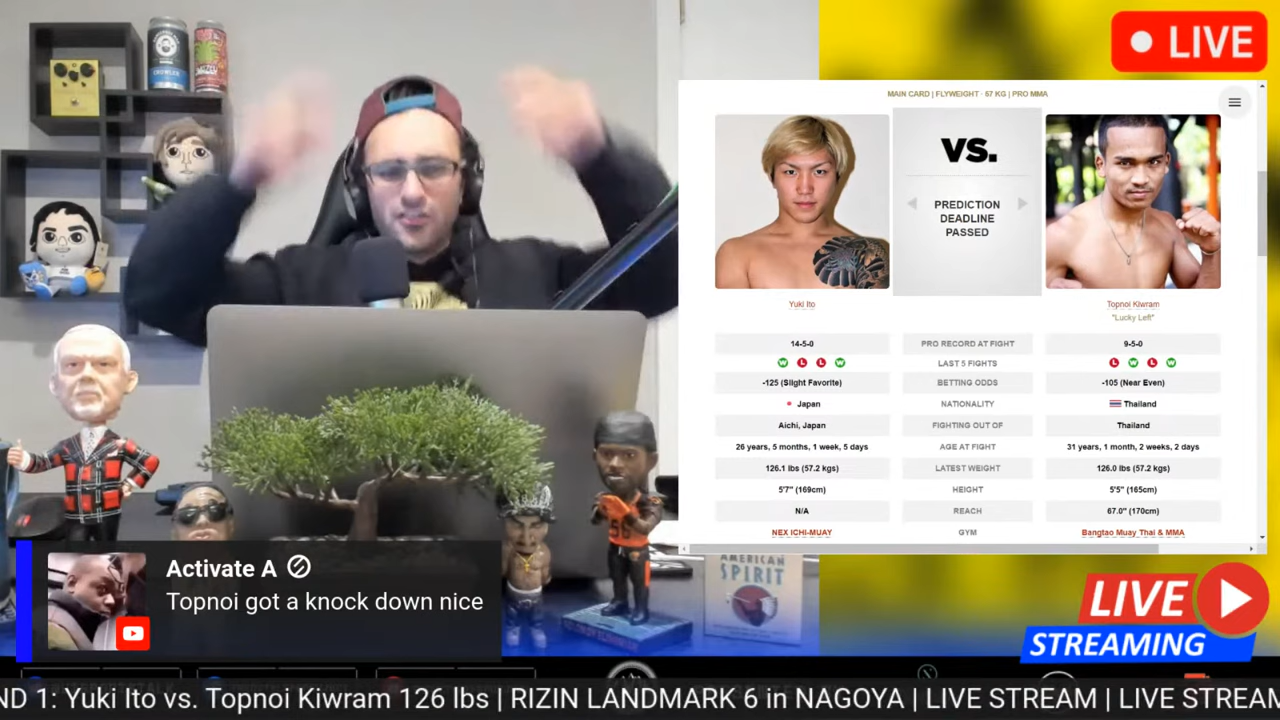 LIVE
MAIN CARD | FLYWEIGHT · 57 KG | PRO MMA
VS.
PREDICTION
DEADLINE
PASSED
Yuki Ito
Topnoi Kiwram
"Lucky Left"
14-5-0 PRO RECORD AT FIGHT 9-5-0
W L L W LAST 5 FIGHTS L W L W
-125 (Slight Favorite) BETTING ODDS -105 (Near Even)
Japan NATIONALITY Thailand
Aichi, Japan FIGHTING OUT OF Thailand
26 years, 5 months, 1 week, 5 days AGE AT FIGHT 31 years, 1 month, 2 weeks, 2 days
126.1 lbs (57.2 kgs) LATEST WEIGHT 126.0 lbs (57.2 kgs)
5'7" (169cm) HEIGHT 5'5" (165cm)
N/A REACH 67.0" (170cm)
NEX ICHI-MUAY GYM Bangtao Muay Thai & MMA
AMERICAN
SPIRIT
Activate A
Topnoi got a knock down nice
LIVE
STREAMING
ND 1: Yuki Ito vs. Topnoi Kiwram 126 lbs | RIZIN LANDMARK 6 in NAGOYA | LIVE STREAM | LIVE STREAM